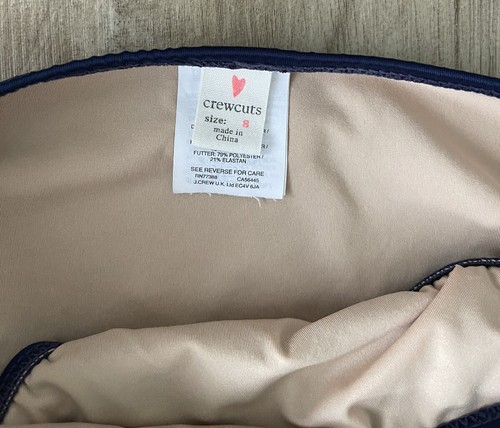 crewcuts
size: 8
made in
China
FUTTER: 79% POLYESTER /
21% ELASTAN
SEE REVERSE FOR CARE
RN77388 CA56445
J.CREW U.K. Ltd EC4V 6JA